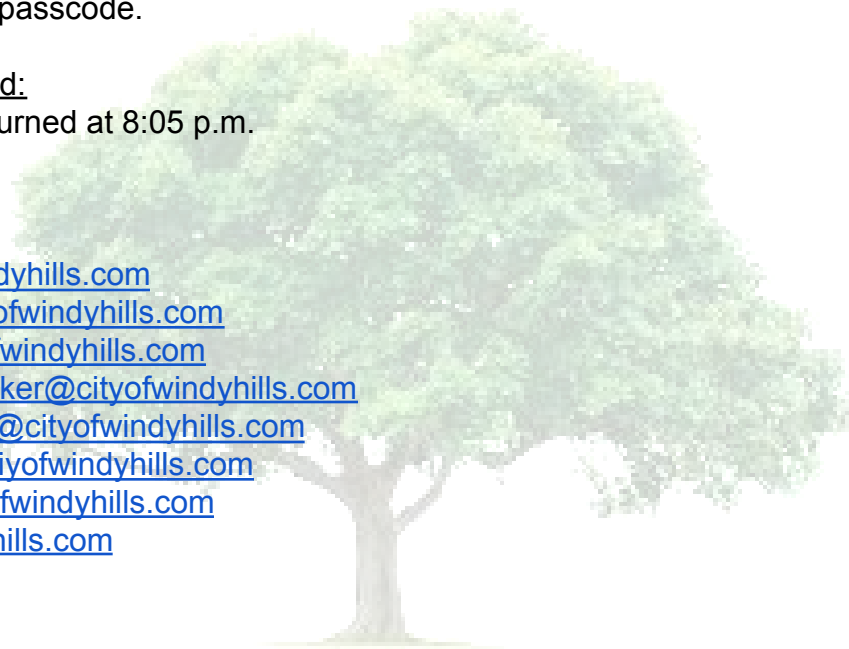 passcode.
d:
urned at 8:05 p.m.
dyhills.com
ofwindyhills.com
fwindyhills.com
ker@cityofwindyhills.com
@cityofwindyhills.com
iyofwindyhills.com
fwindyhills.com
hills.com